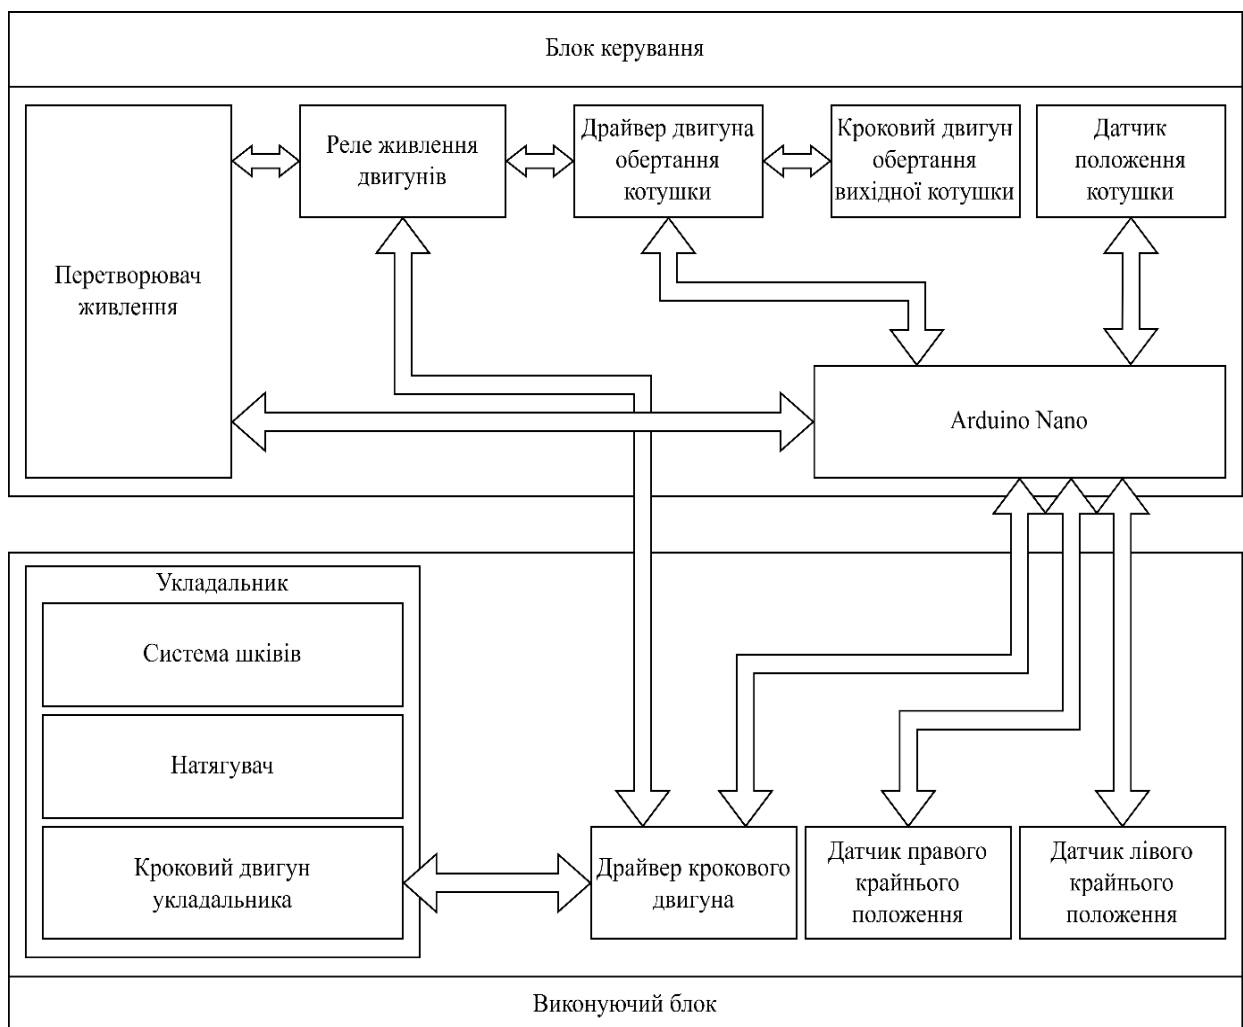 Блок керування
Перетворювач
живлення
Реле живлення
двигунів
Драйвер двигуна
обертання
котушки
Кроковий двигун
обертання
вихідної котушки
Датчик
положення
котушки
Arduino Nano
Укладальник
Система шківів
Натягувач
Кроковий двигун
укладальника
Драйвер крокового
двигуна
Датчик правого
крайнього
положення
Датчик лівого
крайнього
положення
Виконуючий блок